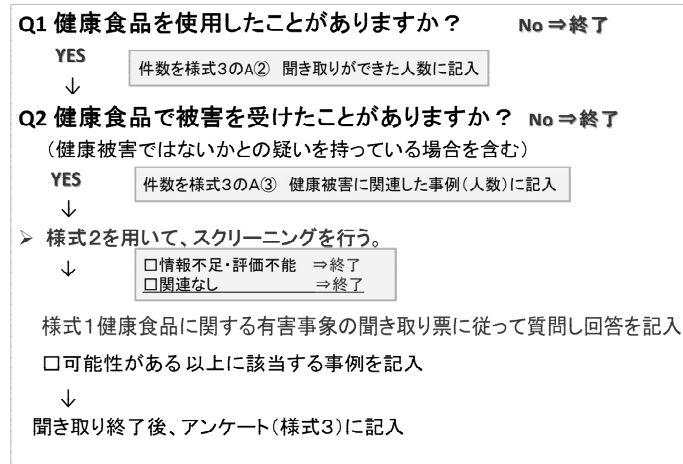 Q1 健康食品を使用したことがありますか？ No ⇒終了
YES
件数を様式3のA② 聞き取りができた人数に記入
↓
Q2 健康食品で被害を受けたことがありますか？ No ⇒終了
（健康被害ではないかとの疑いを持っている場合を含む）
YES
件数を様式3のA③ 健康被害に関連した事例（人数）に記入
↓
➢ 様式２を用いて、スクリーニングを行う。
↓
□情報不足・評価不能 ⇒終了
□関連なし ⇒終了
様式１健康食品に関する有害事象の聞き取り票に従って質問し回答を記入
□可能性がある 以上に該当する事例を記入
↓
聞き取り終了後、アンケート（様式３）に記入